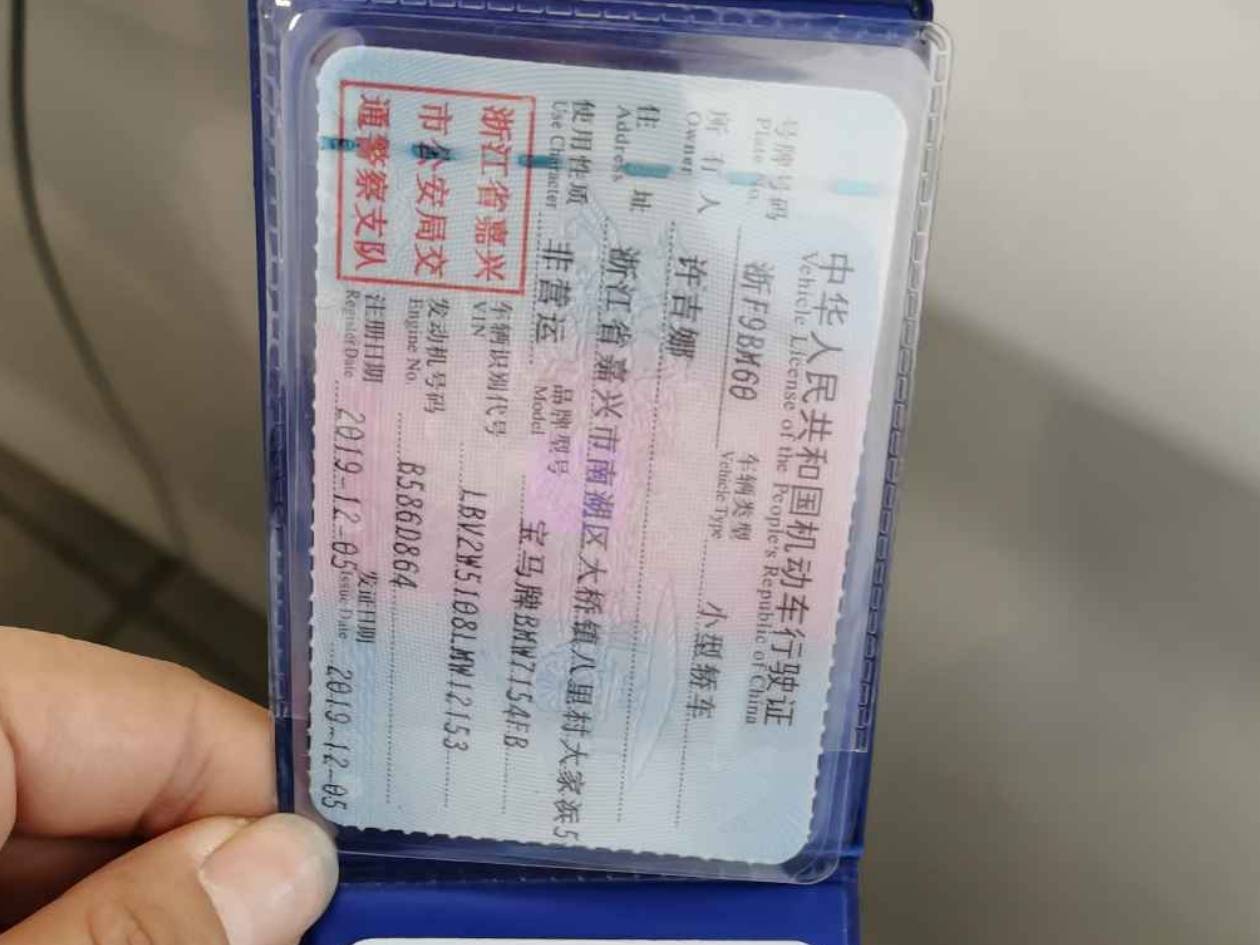 中华人民共和国机动车行驶证
Vehicle License of the People's Republic of China
号牌号码 浙F9BM60 车辆类型 小型轿车
Plate No. Vehicle Type
所有人 许吉娜
Owner
住址 浙江省嘉兴市南湖区大桥镇八里村大家浜5
Address
使用性质 非营运 品牌型号 宝马牌BMW7154FB
Use Character Model
浙江省嘉兴
市公安局交
通警察支队
车辆识别代号 LBV2W5108LMW12153
VIN
发动机号码 B586D864
Engine No.
注册日期 2019-12-05 发证日期 2019-12-05
Register Date Issue Date